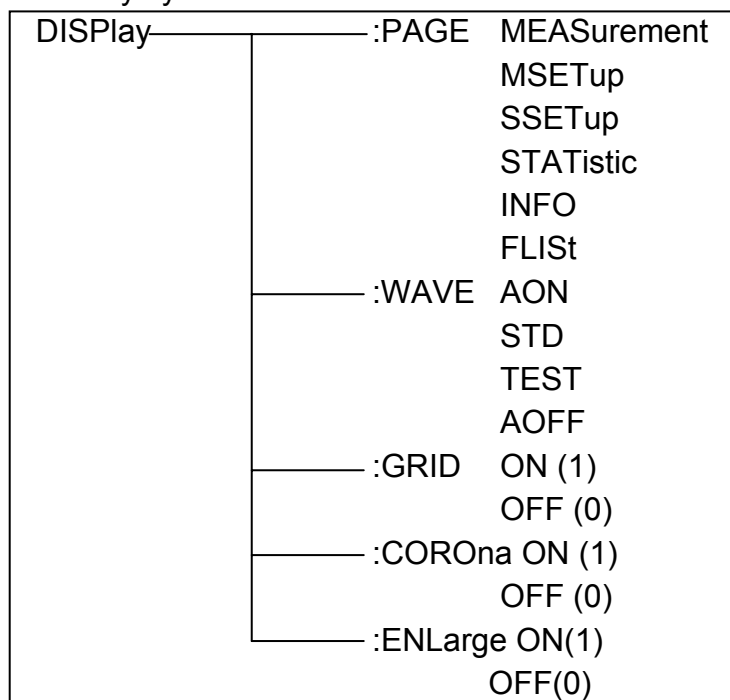 DISPlay :PAGE MEASurement
MSETup
SSETup
STATistic
INFO
FLISt
:WAVE AON
STD
TEST
AOFF
:GRID ON (1)
OFF (0)
:COROna ON (1)
OFF (0)
:ENLarge ON(1)
OFF(0)